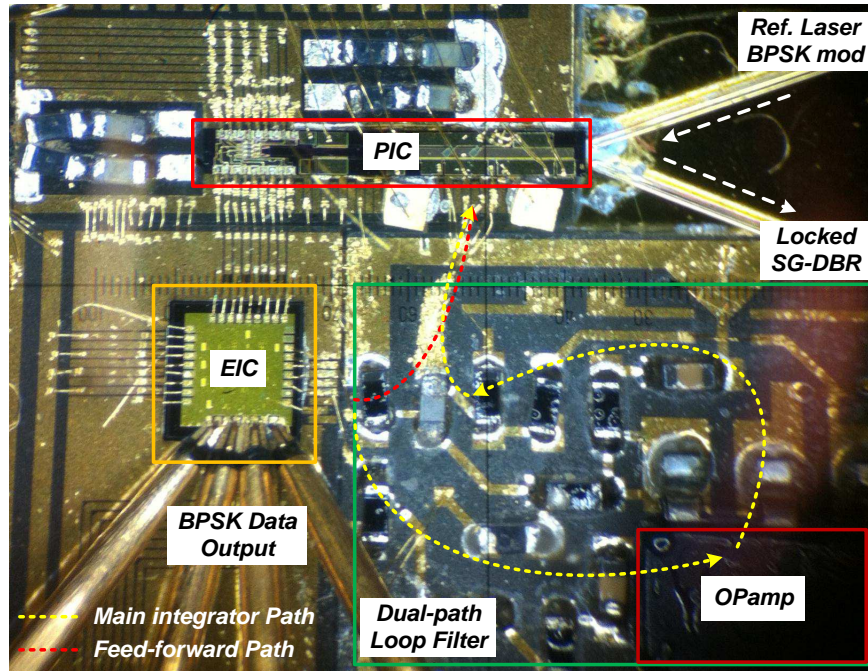 Ref. Laser
BPSK mod
PIC
Locked
SG-DBR
EIC
BPSK Data
Output
OPamp
Main integrator Path
Feed-forward Path
Dual-path
Loop Filter